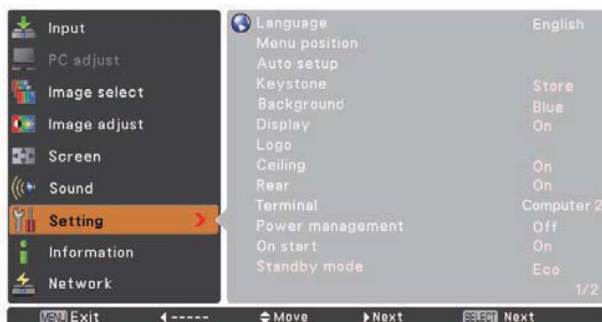 Input
PC adjust
Image select
Image adjust
Screen
Sound
Setting
Information
Network
Language English
Menu position
Auto setup
Keystone Store
Background Blue
Display On
Logo
Ceiling On
Rear On
Terminal Computer 2
Power management Off
On start On
Standby mode Eco
1/2
MENU Exit ◄----- Move Next SELECT Next